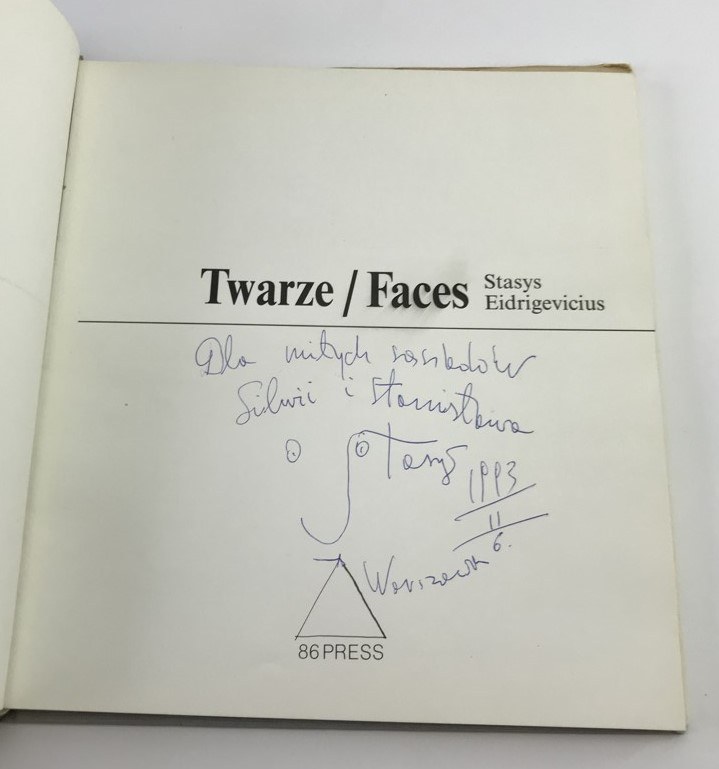 Twarze / Faces
Stasys
Eidrigevicius
Dla miłych sąsiadów
Silwii i Stanisława
Stasys
1993
11
6.
Warszawa
86 PRESS